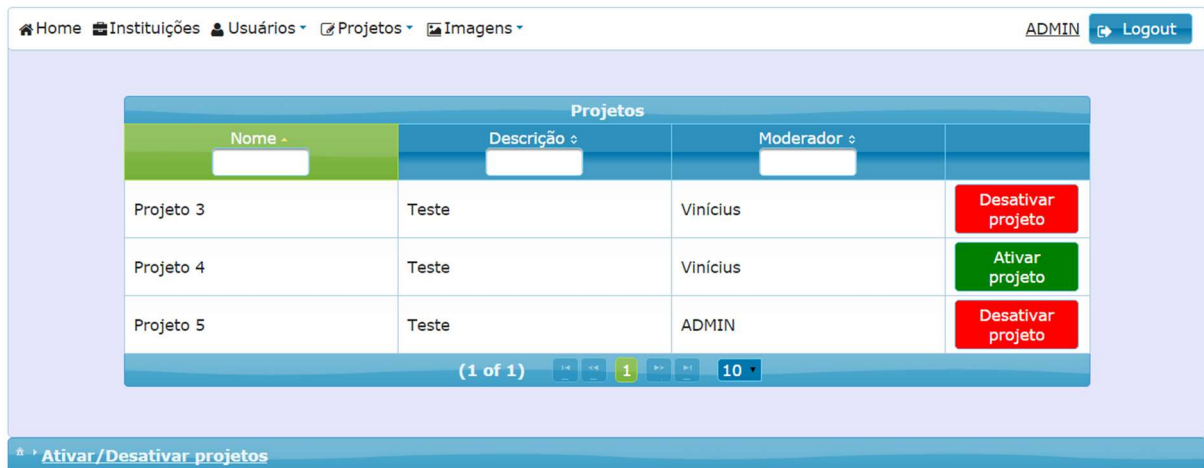 Home Instituições Usuários Projetos Imagens ADMIN Logout
Projetos
Nome Descrição Moderador
Projeto 3 Teste Vinícius Desativar projeto
Projeto 4 Teste Vinícius Ativar projeto
Projeto 5 Teste ADMIN Desativar projeto
(1 of 1) 1 10
Ativar/Desativar projetos